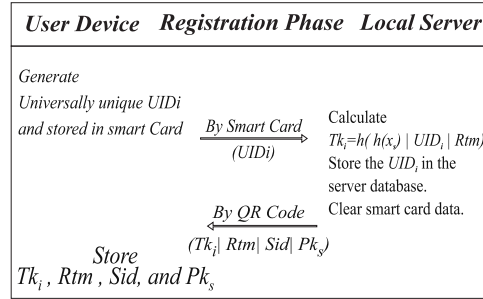 User Device Registration Phase Local Server
Generate
Universally unique UIDi
and stored in smart Card
By Smart Card
(UIDi)
Calculate
Tkᵢ=h( h(xₛ) | UIDᵢ | Rtm)
Store the UIDᵢ in the
server database.
Clear smart card data.
By QR Code
(Tkᵢ| Rtm| Sid| Pkₛ)
Store
Tkᵢ , Rtm , Sid, and Pkₛ